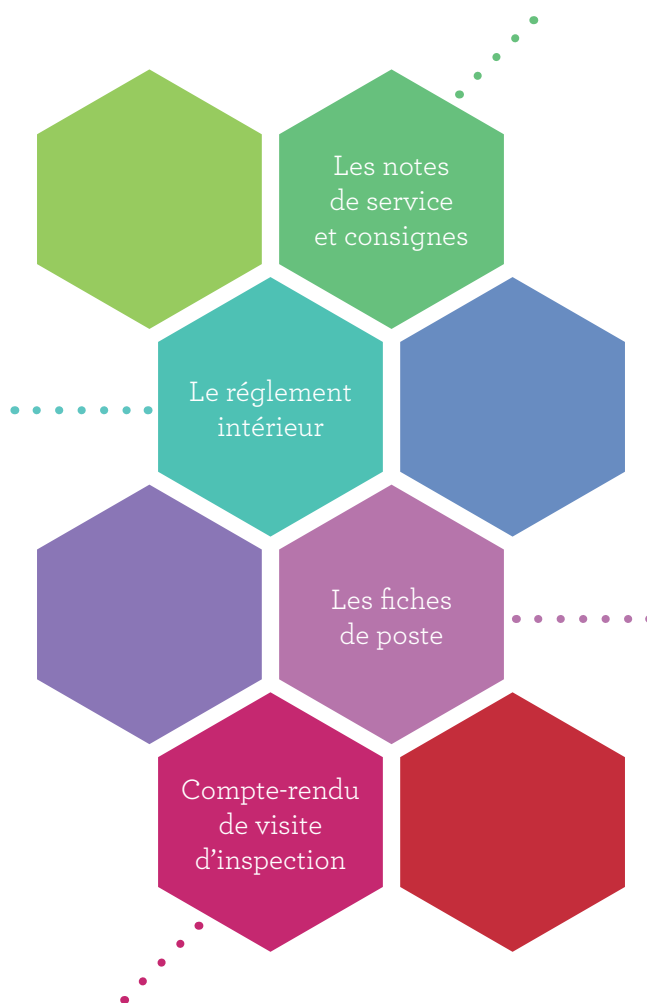 Les notes
de service
et consignes
Le réglement
intérieur
Les fiches
de poste
Compte-rendu
de visite
d’inspection